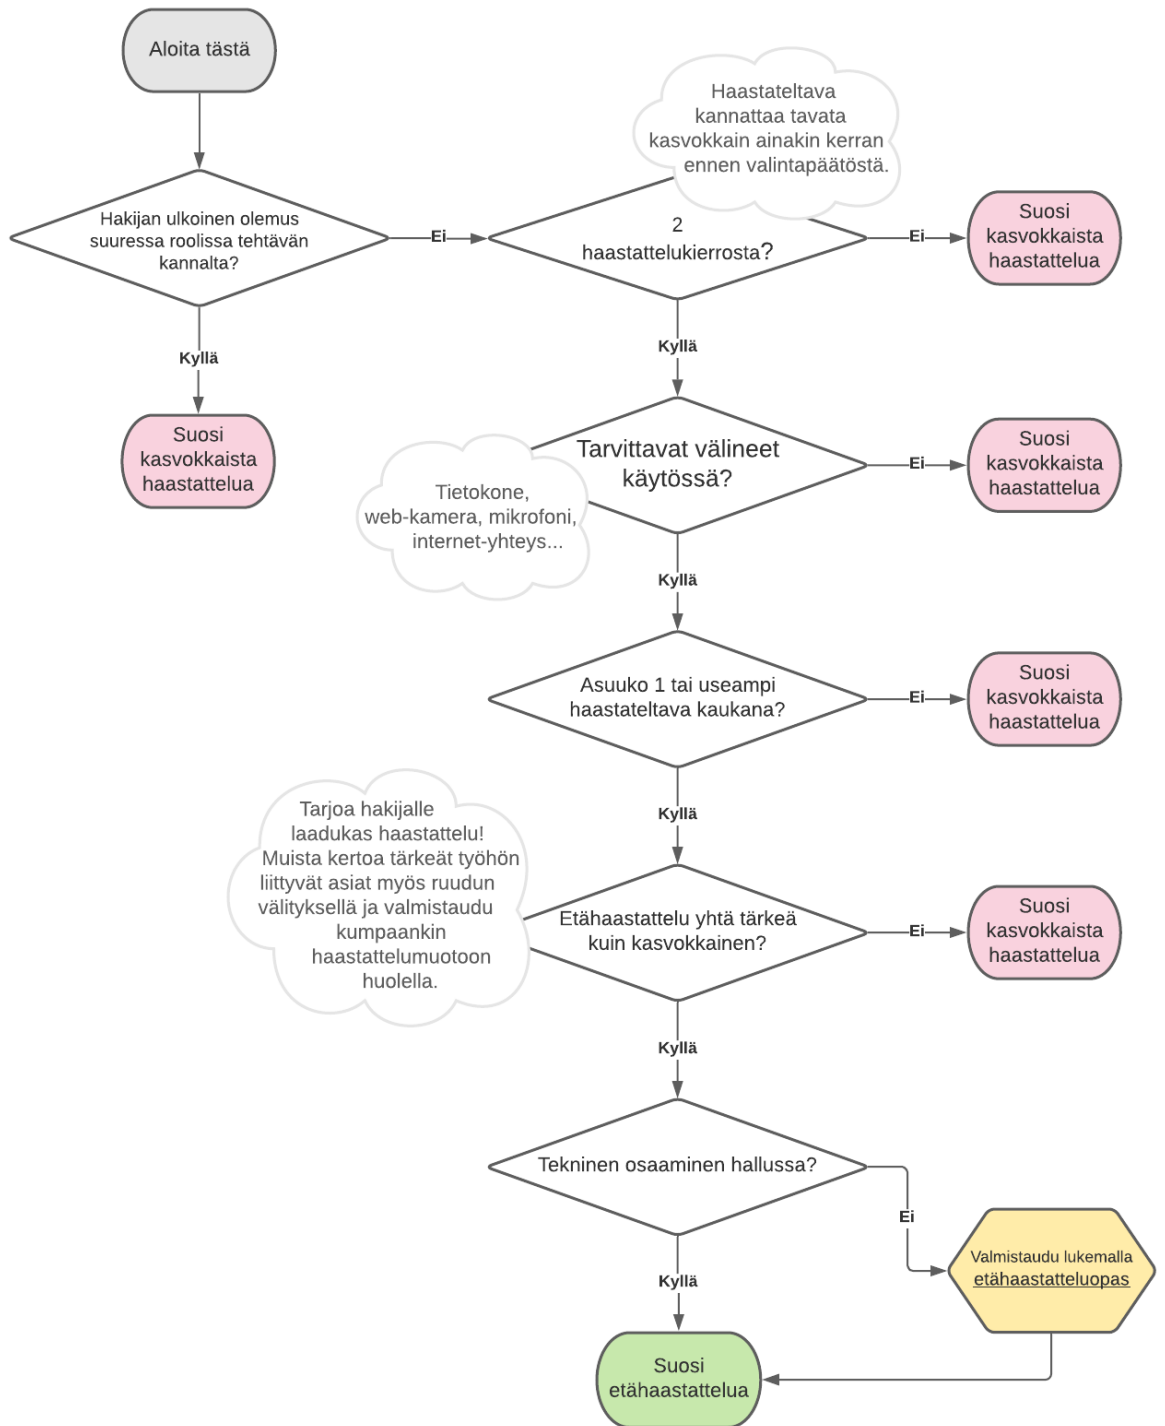 Aloita tästä
Haastateltava
kannattaa tavata
kasvokkain ainakin kerran
ennen valintapäätöstä.
Hakijan ulkoinen olemus
suuressa roolissa tehtävän
kannalta?
Ei
2
haastattelukierrosta?
Ei
Suosi
kasvokkaista
haastattelua
Kyllä
Kyllä
Suosi
kasvokkaista
haastattelua
Tarvittavat välineet
käytössä?
Ei
Suosi
kasvokkaista
haastattelua
Tietokone,
web-kamera, mikrofoni,
internet-yhteys...
Kyllä
Asuuko 1 tai useampi
haastateltava kaukana?
Ei
Suosi
kasvokkaista
haastattelua
Kyllä
Tarjoa hakijalle
laadukas haastattelu!
Muista kertoa tärkeät työhön
liittyvät asiat myös ruudun
välityksellä ja valmistaudu
kumpaankin
haastattelumuotoon
huolella.
Etähaastattelu yhtä tärkeä
kuin kasvokkainen?
Ei
Suosi
kasvokkaista
haastattelua
Kyllä
Tekninen osaaminen hallussa?
Ei
Valmistaudu lukemalla
etähaastatteluopas
Kyllä
Suosi
etähaastattelua